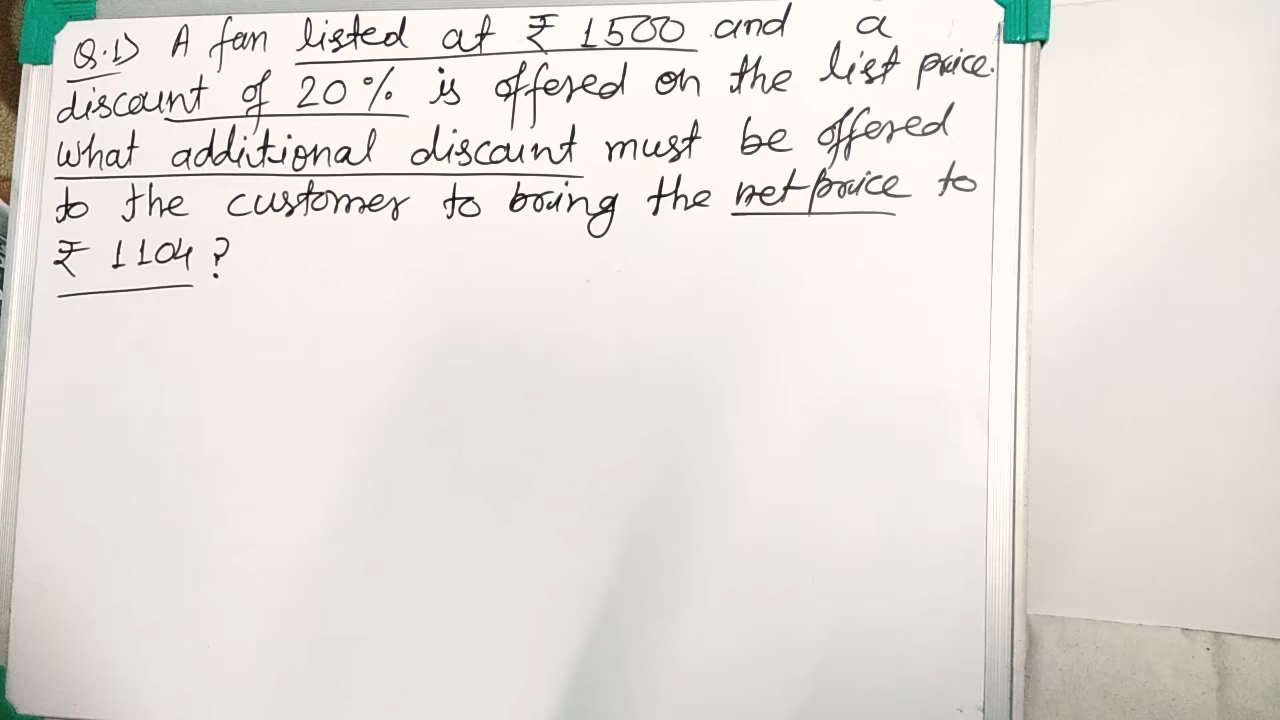 Q.1) A fan listed at ₹ 1500 and a
discount of 20% is offered on the list price.
What additional discount must be offered
to the customer to bring the net price to
₹ 1104 ?